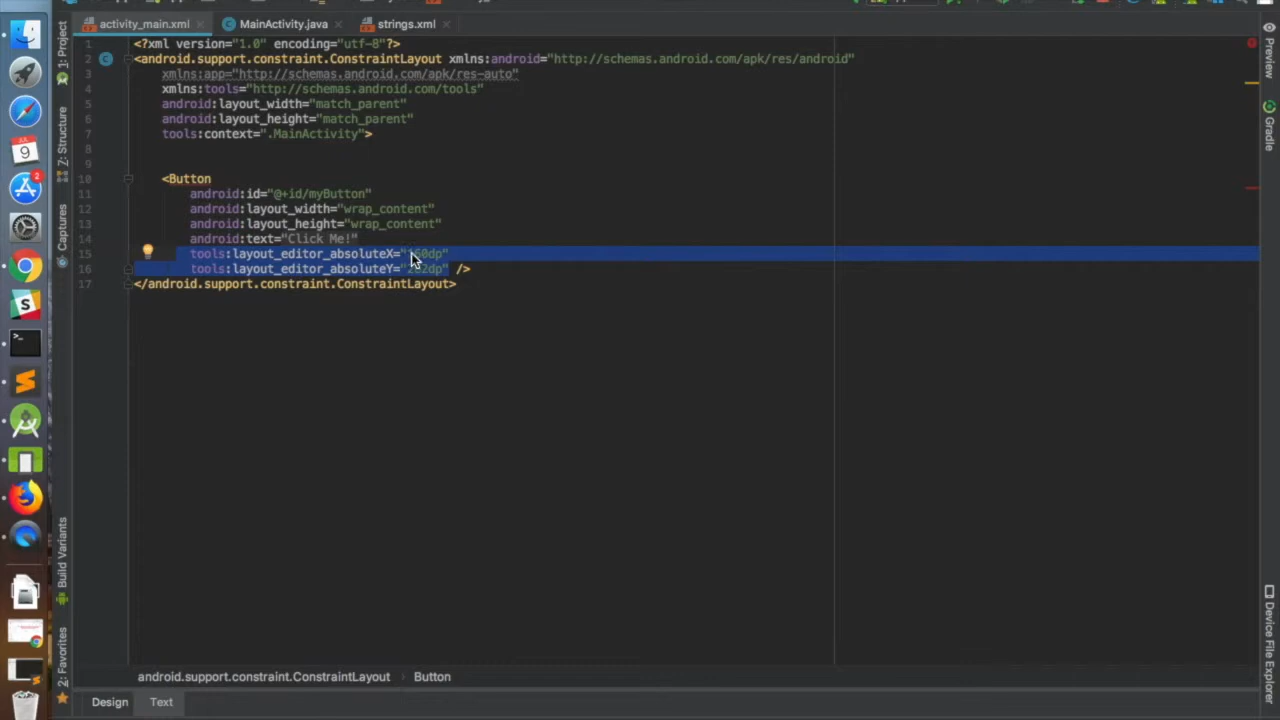 activity_main.xml
MainActivity.java
strings.xml
1 <?xml version="1.0" encoding="utf-8"?>
2 <android.support.constraint.ConstraintLayout xmlns:android="http://schemas.android.com/apk/res/android"
3 xmlns:app="http://schemas.android.com/apk/res-auto"
4 xmlns:tools="http://schemas.android.com/tools"
5 android:layout_width="match_parent"
6 android:layout_height="match_parent"
7 tools:context=".MainActivity">
8
9
10 <Button
11 android:id="@+id/myButton"
12 android:layout_width="wrap_content"
13 android:layout_height="wrap_content"
14 android:text="Click Me!"
15 tools:layout_editor_absoluteX=
16 tools:layout_editor_absoluteY= />
17 </android.support.constraint.ConstraintLayout>
1: Project
7: Structure
Captures
Build Variants
2: Favorites
Preview
Gradle
Device File Explorer
JUL
9
2
android.support.constraint.ConstraintLayout
Button
Design
Text